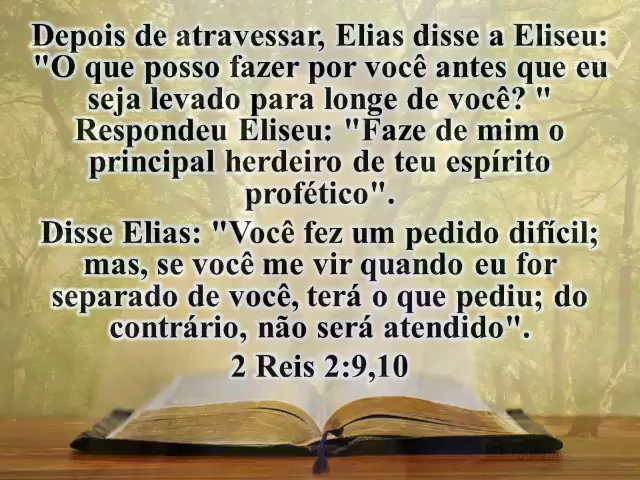 Depois de atravessar, Elias disse a Eliseu:
"O que posso fazer por você antes que eu
seja levado para longe de você? "
Respondeu Eliseu: "Faze de mim o
principal herdeiro de teu espírito
profético".
Disse Elias: "Você fez um pedido difícil;
mas, se você me vir quando eu for
separado de você, terá o que pediu; do
contrário, não será atendido".
2 Reis 2:9,10